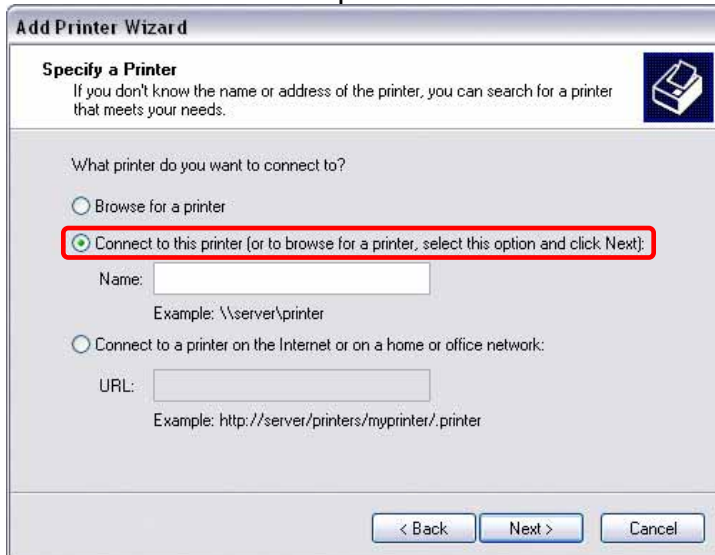 Add Printer Wizard
Specify a Printer
If you don't know the name or address of the printer, you can search for a printer
that meets your needs.
What printer do you want to connect to?
Browse for a printer
Connect to this printer (or to browse for a printer, select this option and click Next):
Name:
Example: \\server\printer
Connect to a printer on the Internet or on a home or office network:
URL:
Example: http://server/printers/myprinter/.printer
< Back Next > Cancel